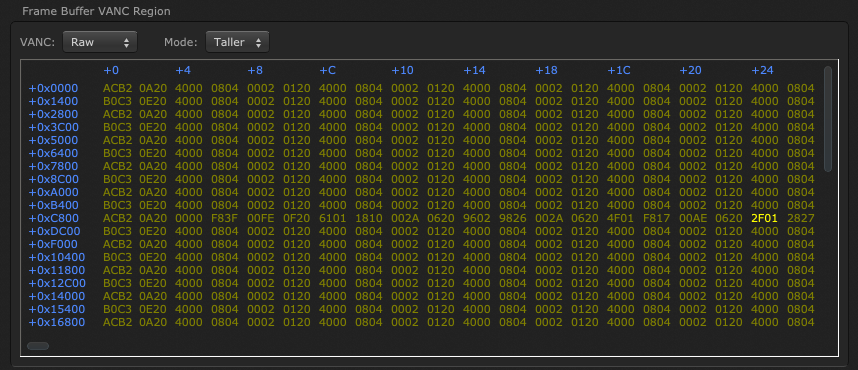 Frame Buffer VANC Region
VANC: Raw Mode: Taller
+0 +4 +8 +C +10 +14 +18 +1C +20 +24
+0x0000 ACB2 0A20 4000 0804 0002 0120 4000 0804 0002 0120 4000 0804 0002 0120 4000 0804 0002 0120 4000 0804
+0x1400 B0C3 0E20 4000 0804 0002 0120 4000 0804 0002 0120 4000 0804 0002 0120 4000 0804 0002 0120 4000 0804
+0x2800 ACB2 0A20 4000 0804 0002 0120 4000 0804 0002 0120 4000 0804 0002 0120 4000 0804 0002 0120 4000 0804
+0x3C00 B0C3 0E20 4000 0804 0002 0120 4000 0804 0002 0120 4000 0804 0002 0120 4000 0804 0002 0120 4000 0804
+0x5000 ACB2 0A20 4000 0804 0002 0120 4000 0804 0002 0120 4000 0804 0002 0120 4000 0804 0002 0120 4000 0804
+0x6400 B0C3 0E20 4000 0804 0002 0120 4000 0804 0002 0120 4000 0804 0002 0120 4000 0804 0002 0120 4000 0804
+0x7800 ACB2 0A20 4000 0804 0002 0120 4000 0804 0002 0120 4000 0804 0002 0120 4000 0804 0002 0120 4000 0804
+0x8C00 B0C3 0E20 4000 0804 0002 0120 4000 0804 0002 0120 4000 0804 0002 0120 4000 0804 0002 0120 4000 0804
+0xA000 ACB2 0A20 4000 0804 0002 0120 4000 0804 0002 0120 4000 0804 0002 0120 4000 0804 0002 0120 4000 0804
+0xB400 B0C3 0E20 4000 0804 0002 0120 4000 0804 0002 0120 4000 0804 0002 0120 4000 0804 0002 0120 4000 0804
+0xC800 ACB2 0A20 0000 F83F 00FE 0F20 6101 1810 002A 0620 9602 9826 002A 0620 4F01 F817 00AE 0620 2F01 2827
+0xDC00 B0C3 0E20 4000 0804 0002 0120 4000 0804 0002 0120 4000 0804 0002 0120 4000 0804 0002 0120 4000 0804
+0xF000 ACB2 0A20 4000 0804 0002 0120 4000 0804 0002 0120 4000 0804 0002 0120 4000 0804 0002 0120 4000 0804
+0x10400 B0C3 0E20 4000 0804 0002 0120 4000 0804 0002 0120 4000 0804 0002 0120 4000 0804 0002 0120 4000 0804
+0x11800 ACB2 0A20 4000 0804 0002 0120 4000 0804 0002 0120 4000 0804 0002 0120 4000 0804 0002 0120 4000 0804
+0x12C00 B0C3 0E20 4000 0804 0002 0120 4000 0804 0002 0120 4000 0804 0002 0120 4000 0804 0002 0120 4000 0804
+0x14000 ACB2 0A20 4000 0804 0002 0120 4000 0804 0002 0120 4000 0804 0002 0120 4000 0804 0002 0120 4000 0804
+0x15400 B0C3 0E20 4000 0804 0002 0120 4000 0804 0002 0120 4000 0804 0002 0120 4000 0804 0002 0120 4000 0804
+0x16800 ACB2 0A20 4000 0804 0002 0120 4000 0804 0002 0120 4000 0804 0002 0120 4000 0804 0002 0120 4000 0804